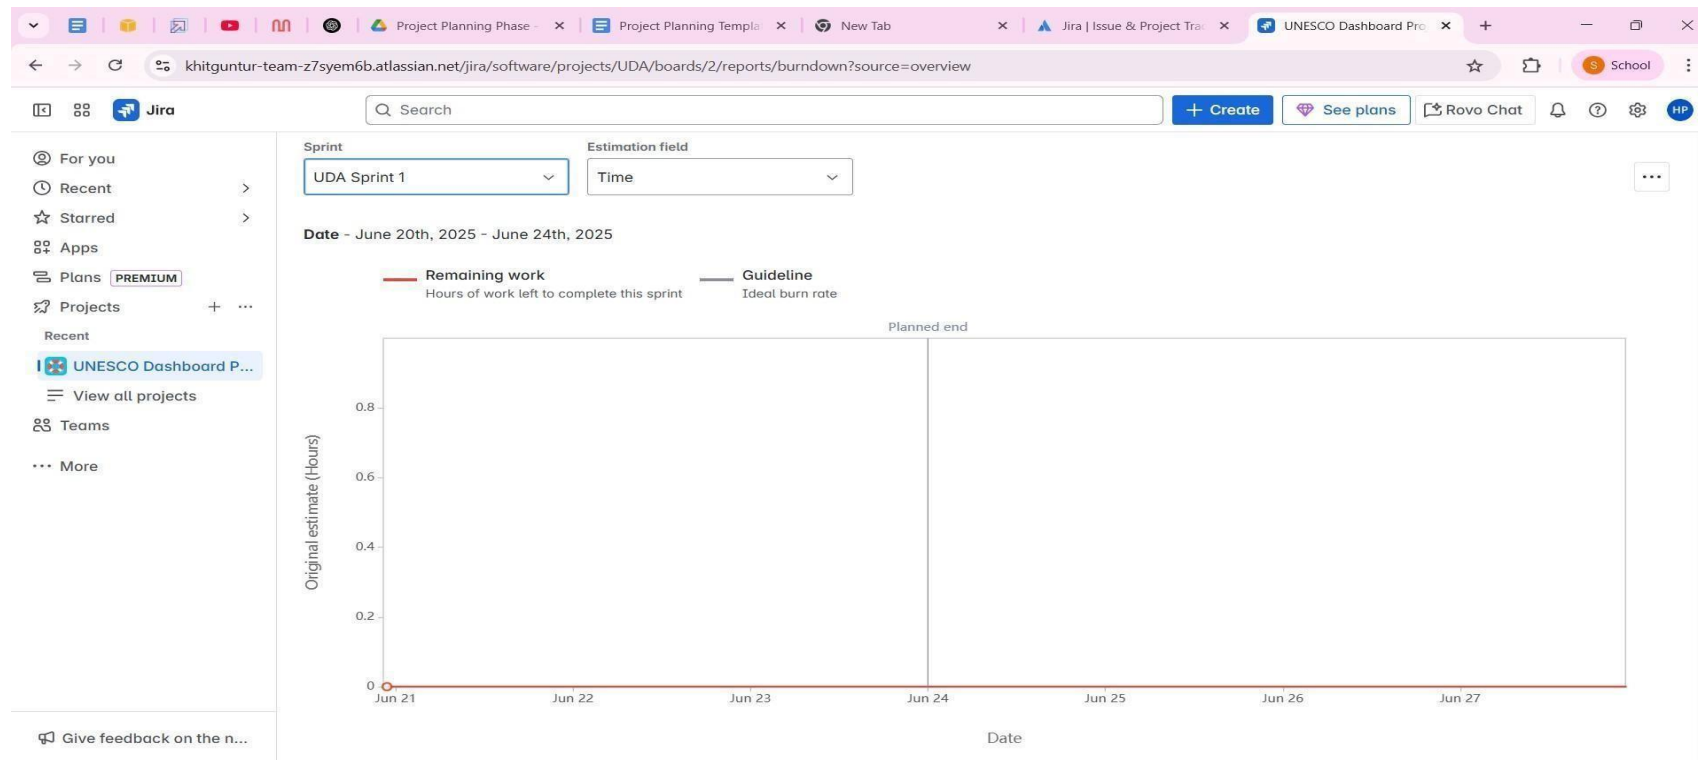 Project Planning Phase -
Project Planning Templa
New Tab
Jira | Issue & Project Trac
UNESCO Dashboard Pro
khitguntur-team-z7syem6b.atlassian.net/jira/software/projects/UDA/boards/2/reports/burndown?source=overview
S School
Jira
Search
+ Create
See plans
Rovo Chat
HP
For you
Recent
Starred
Apps
Plans PREMIUM
Projects
Recent
UNESCO Dashboard P...
View all projects
Teams
More
Give feedback on the n...
Sprint
Estimation field
UDA Sprint 1
Time
Date - June 20th, 2025 - June 24th, 2025
Remaining work
Hours of work left to complete this sprint
Guideline
Ideal burn rate
Planned end
Original estimate (Hours)
0.8
0.6
0.4
0.2
0
Jun 21
Jun 22
Jun 23
Jun 24
Jun 25
Jun 26
Jun 27
Date